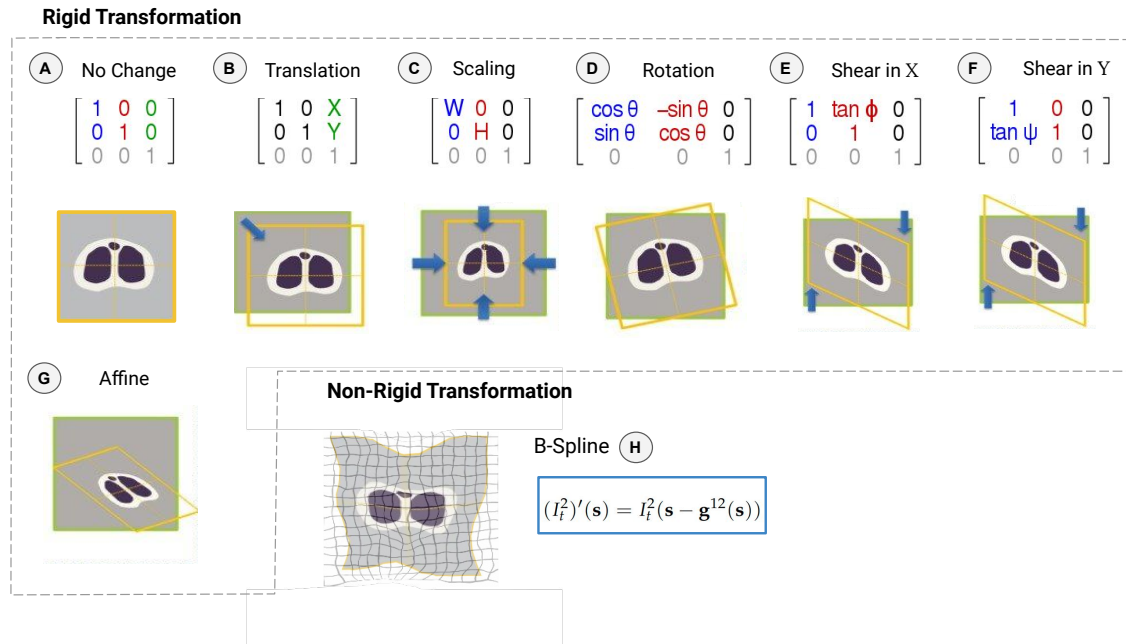 Rigid Transformation
A No Change
B Translation
C Scaling
D Rotation
E Shear in X
F Shear in Y
1 0 0
0 1 0
0 0 1
1 0 X
0 1 Y
0 0 1
W 0 0
0 H 0
0 0 1
cos θ –sin θ 0
sin θ cos θ 0
0 0 1
1 tan ϕ 0
0 1 0
0 0 1
1 0 0
tan ψ 1 0
0 0 1
G Affine
Non-Rigid Transformation
B-Spline H
(I_t^2)′(s) = I_t^2(s − g^{12}(s))